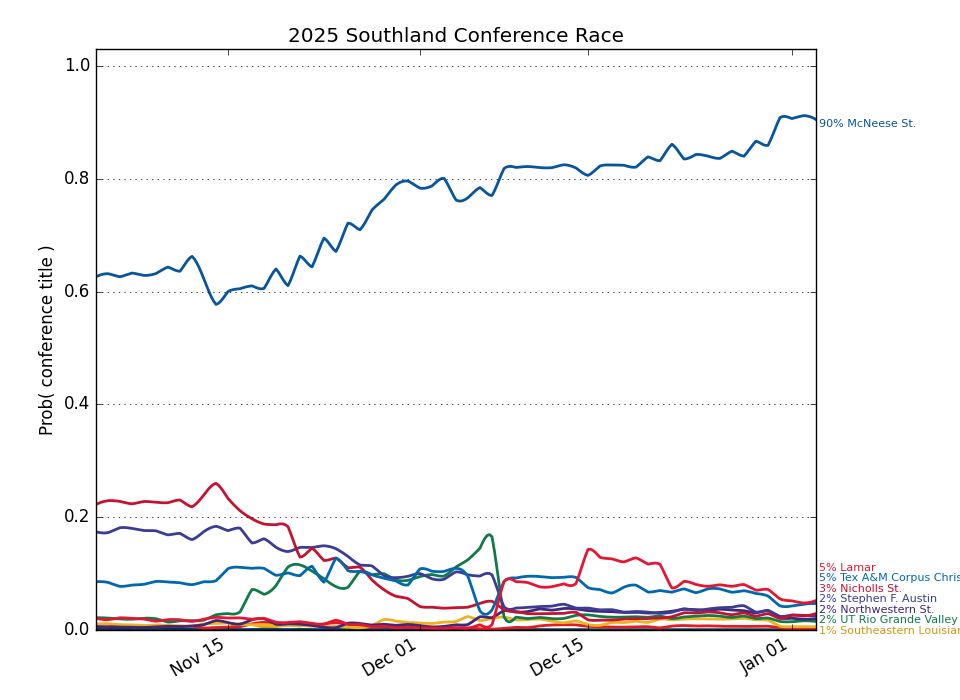 2025 Southland Conference Race
1.0
0.8
0.6
0.4
0.2
0.0
Prob( conference title )
Nov 15
Dec 01
Dec 15
Jan 01
90% McNeese St.
5% Lamar
5% Tex A&M Corpus Chris
3% Nicholls St.
2% Stephen F. Austin
2% Northwestern St.
2% UT Rio Grande Valley
1% Southeastern Louisian